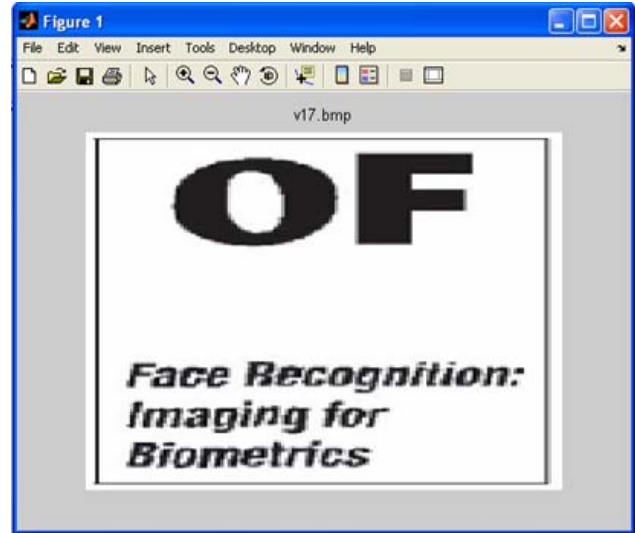 Figure 1
File Edit View Insert Tools Desktop Window Help
v17.bmp
OF
Face Recognition:
Imaging for
Biometrics